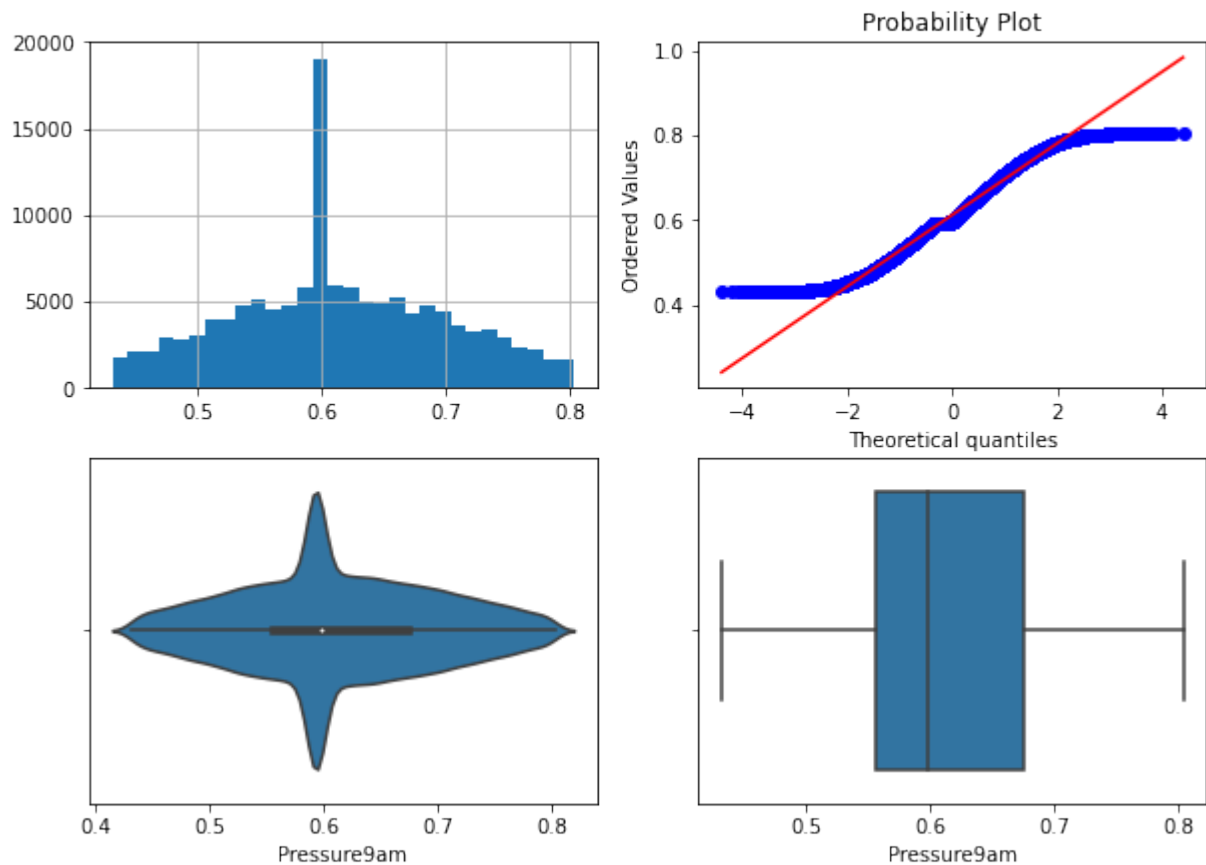 20000
15000
10000
5000
0
0.5 0.6 0.7 0.8
Probability Plot
1.0
0.8
0.6
0.4
Ordered Values
−4 −2 0 2 4
Theoretical quantiles
0.4 0.5 0.6 0.7 0.8
Pressure9am
0.5 0.6 0.7 0.8
Pressure9am